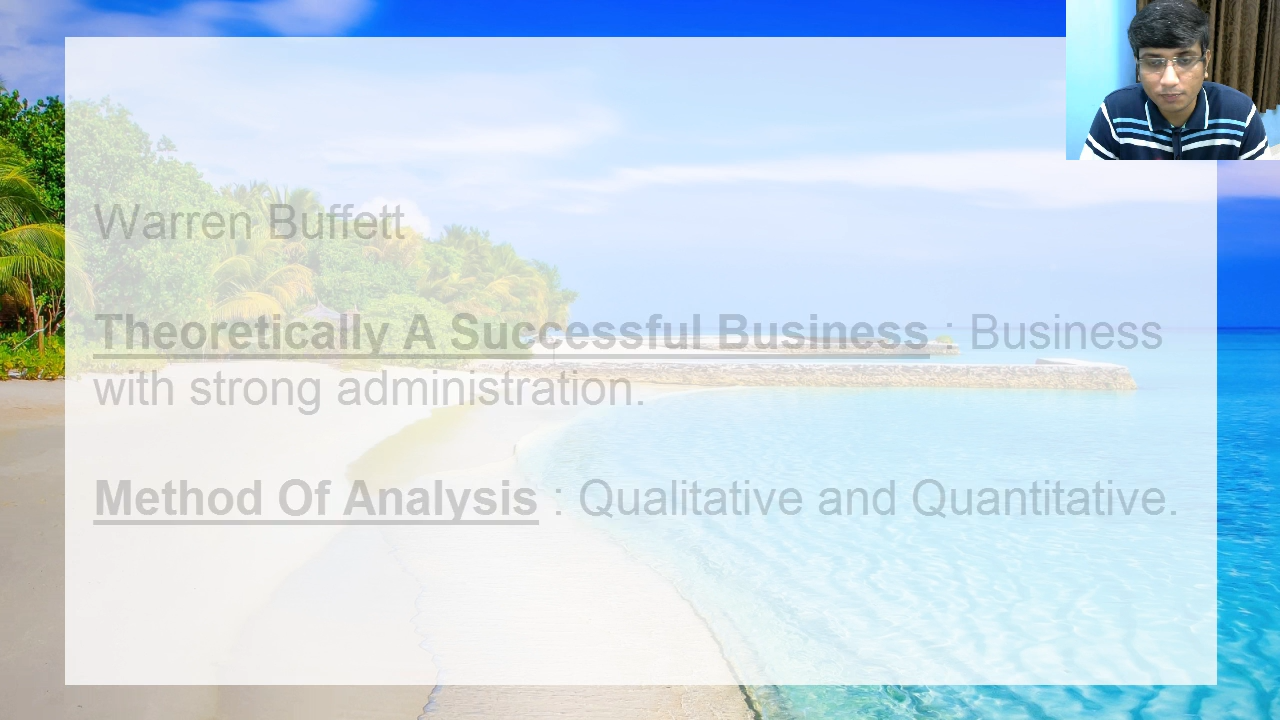 Warren Buffett
Theoretically A Successful Business : Business
with strong administration.
Method Of Analysis : Qualitative and Quantitative.